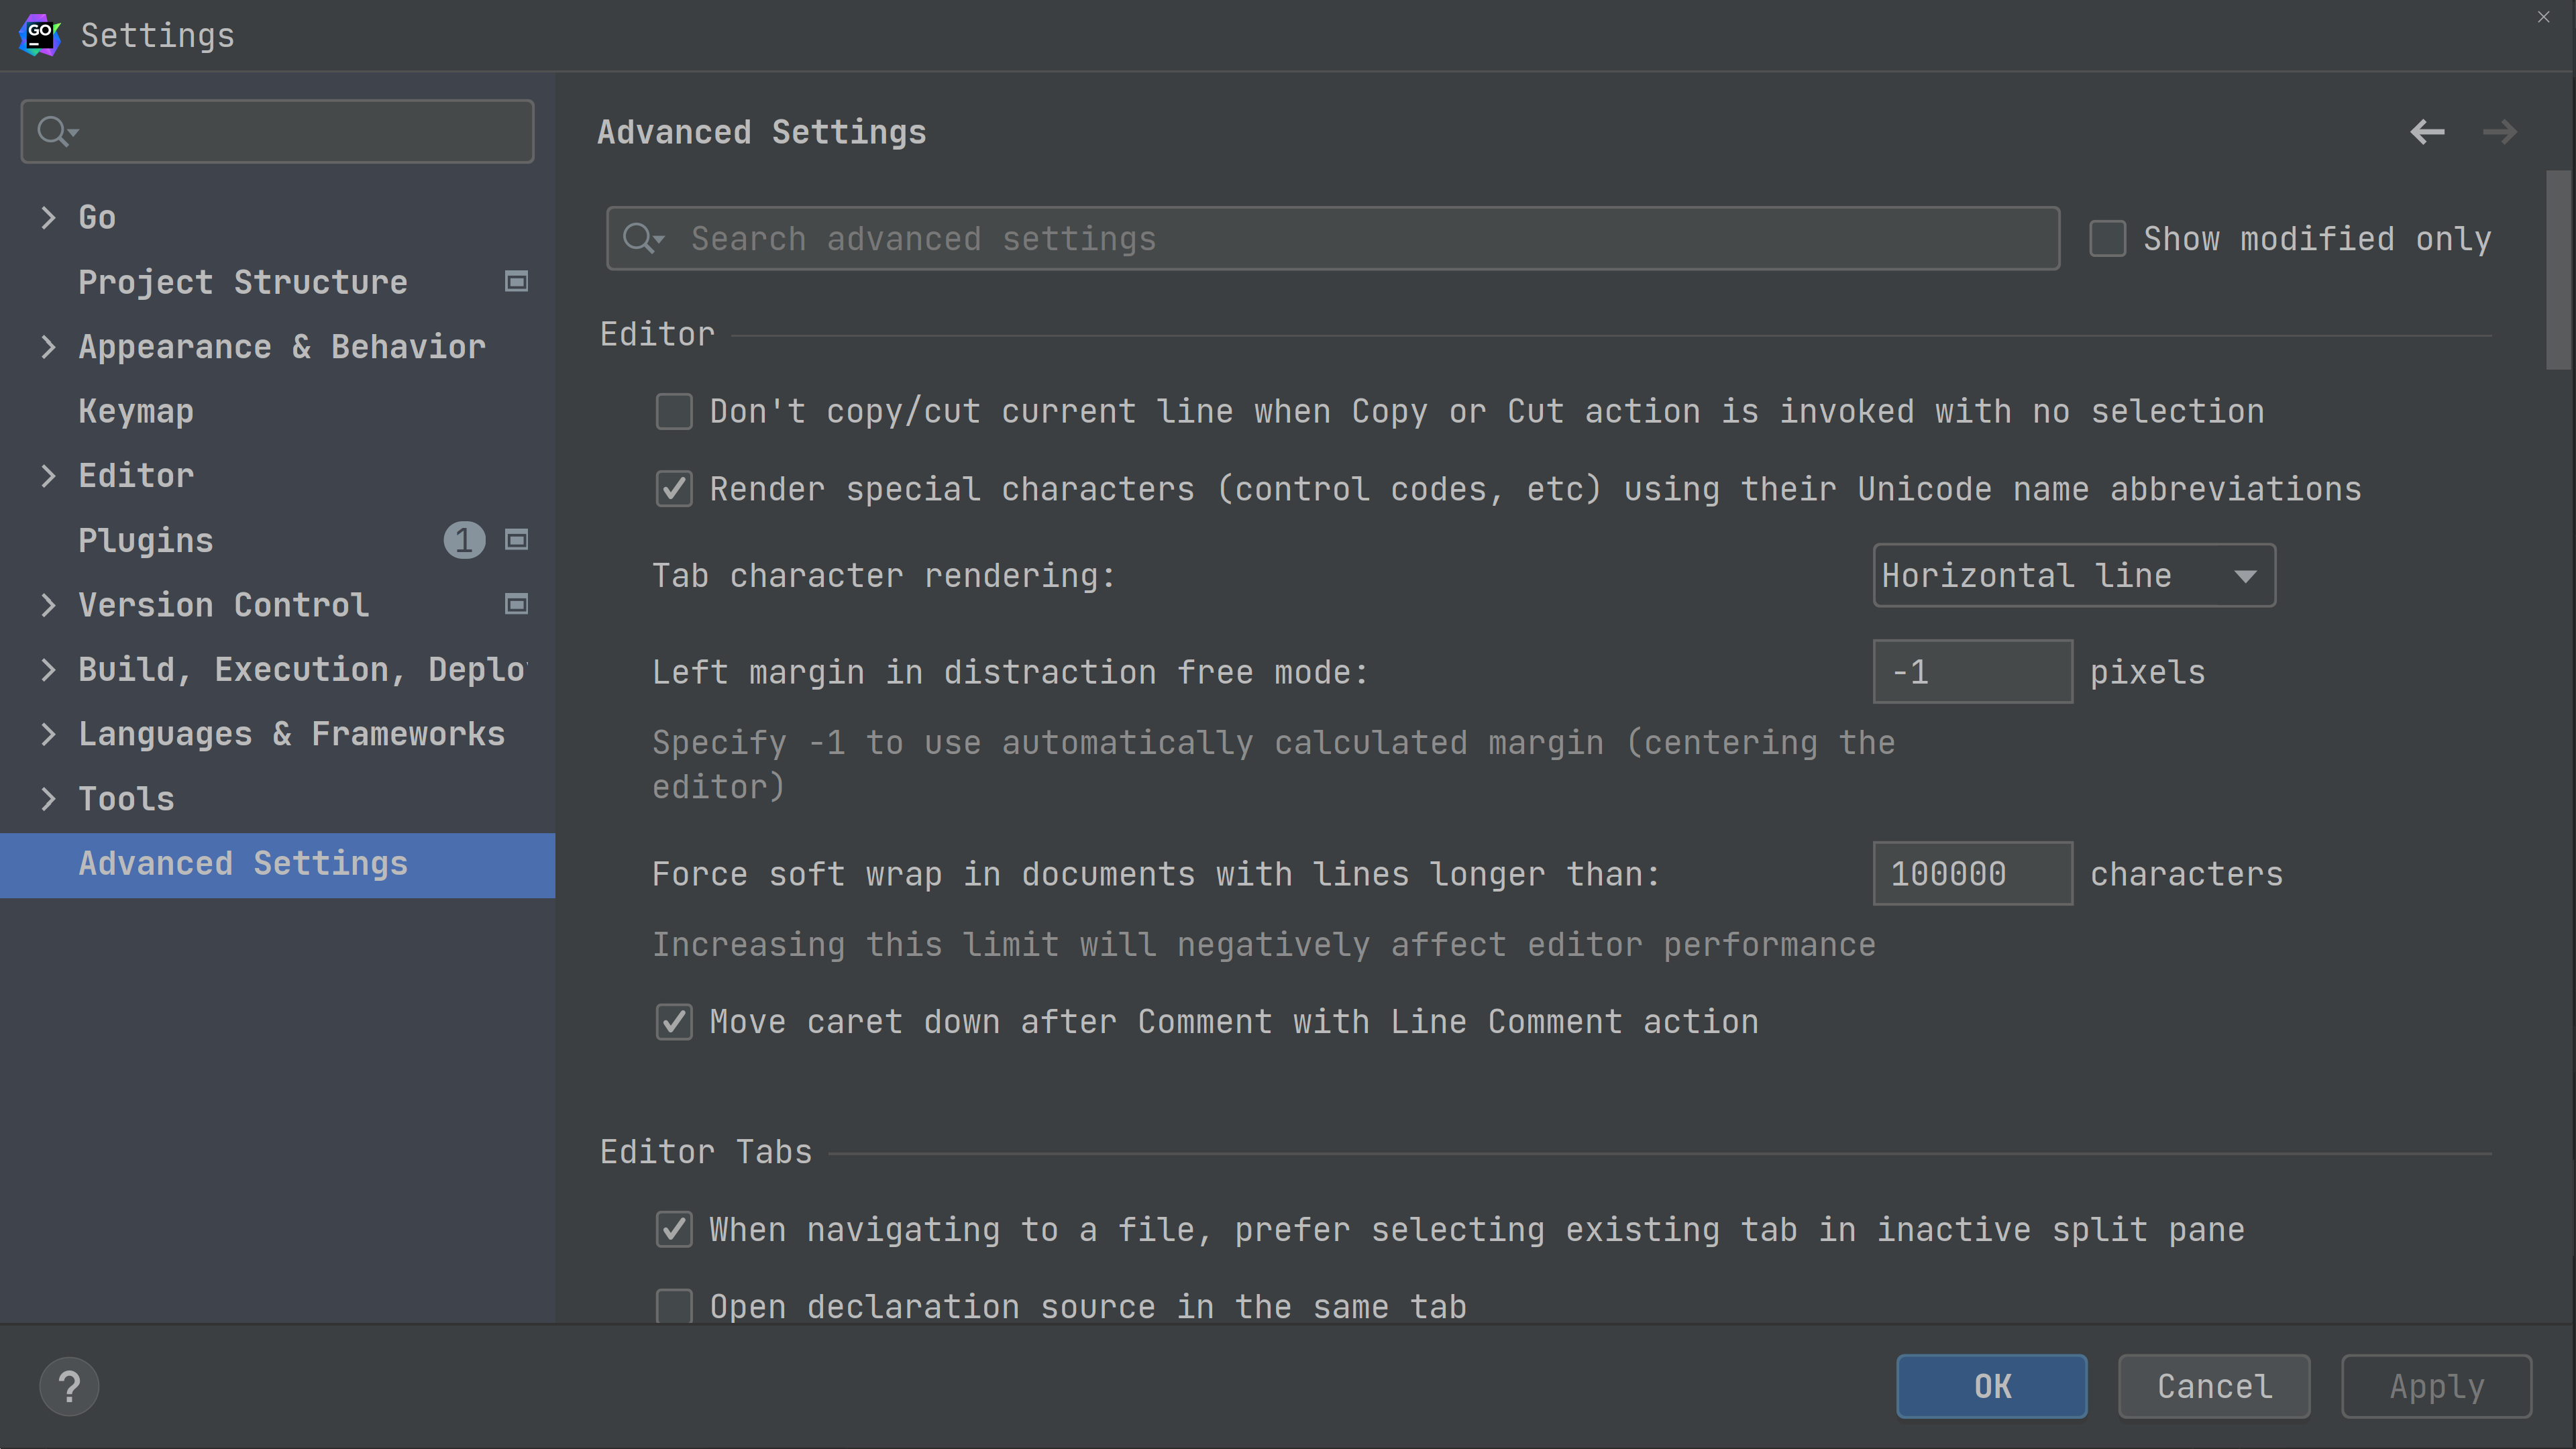 GO
Settings
Go
Project Structure
Appearance & Behavior
Keymap
Editor
Plugins 1
Version Control
Build, Execution, Deplo
Languages & Frameworks
Tools
Advanced Settings
Advanced Settings
Search advanced settings
Show modified only
Editor
Don't copy/cut current line when Copy or Cut action is invoked with no selection
Render special characters (control codes, etc) using their Unicode name abbreviations
Tab character rendering: Horizontal line
Left margin in distraction free mode: -1 pixels
Specify -1 to use automatically calculated margin (centering the
editor)
Force soft wrap in documents with lines longer than: 100000 characters
Increasing this limit will negatively affect editor performance
Move caret down after Comment with Line Comment action
Editor Tabs
When navigating to a file, prefer selecting existing tab in inactive split pane
Open declaration source in the same tab
?
OK
Cancel
Apply